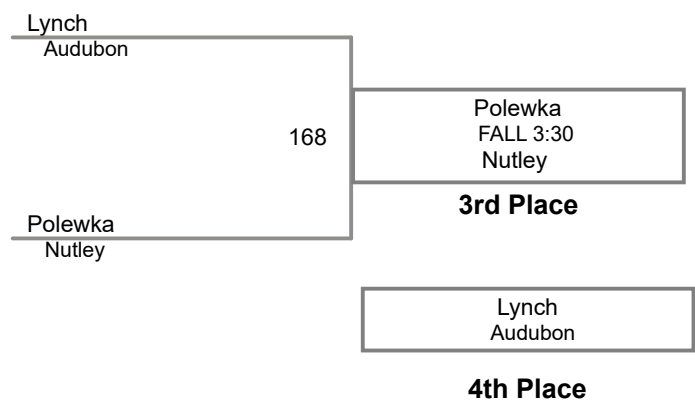 Lynch
Audubon
168
Polewka
FALL 3:30
Nutley
3rd Place
Polewka
Nutley
Lynch
Audubon
4th Place